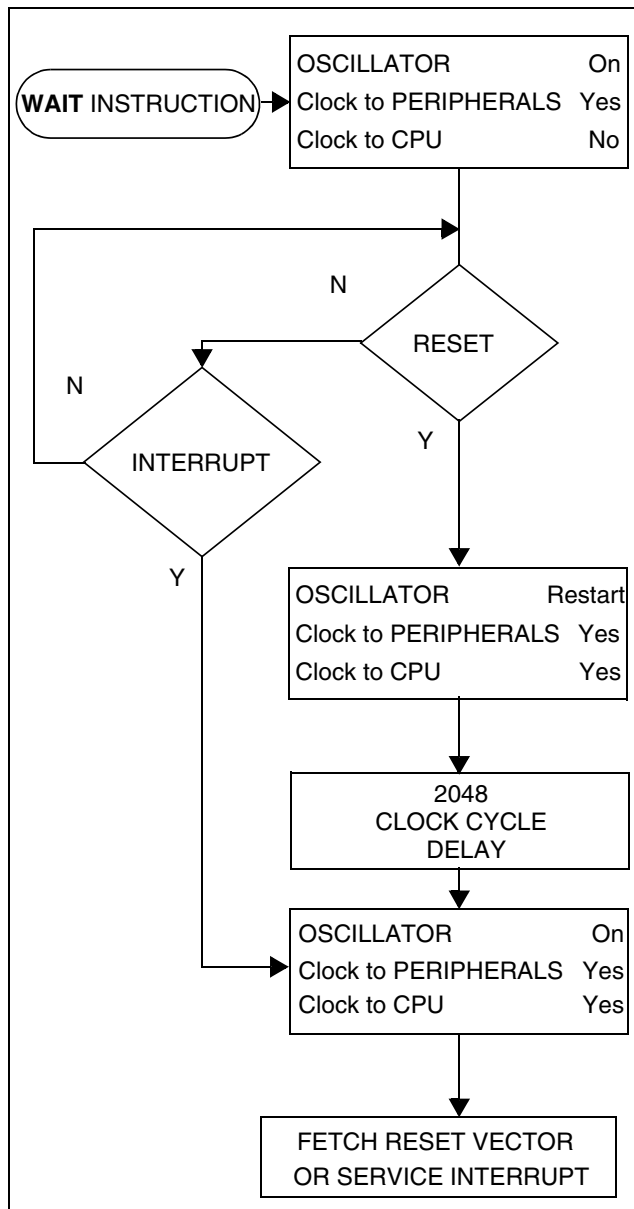 WAIT INSTRUCTION
OSCILLATOR On
Clock to PERIPHERALS Yes
Clock to CPU No
N
RESET
N
INTERRUPT
Y
Y
OSCILLATOR Restart
Clock to PERIPHERALS Yes
Clock to CPU Yes
2048
CLOCK CYCLE
DELAY
OSCILLATOR On
Clock to PERIPHERALS Yes
Clock to CPU Yes
FETCH RESET VECTOR
OR SERVICE INTERRUPT